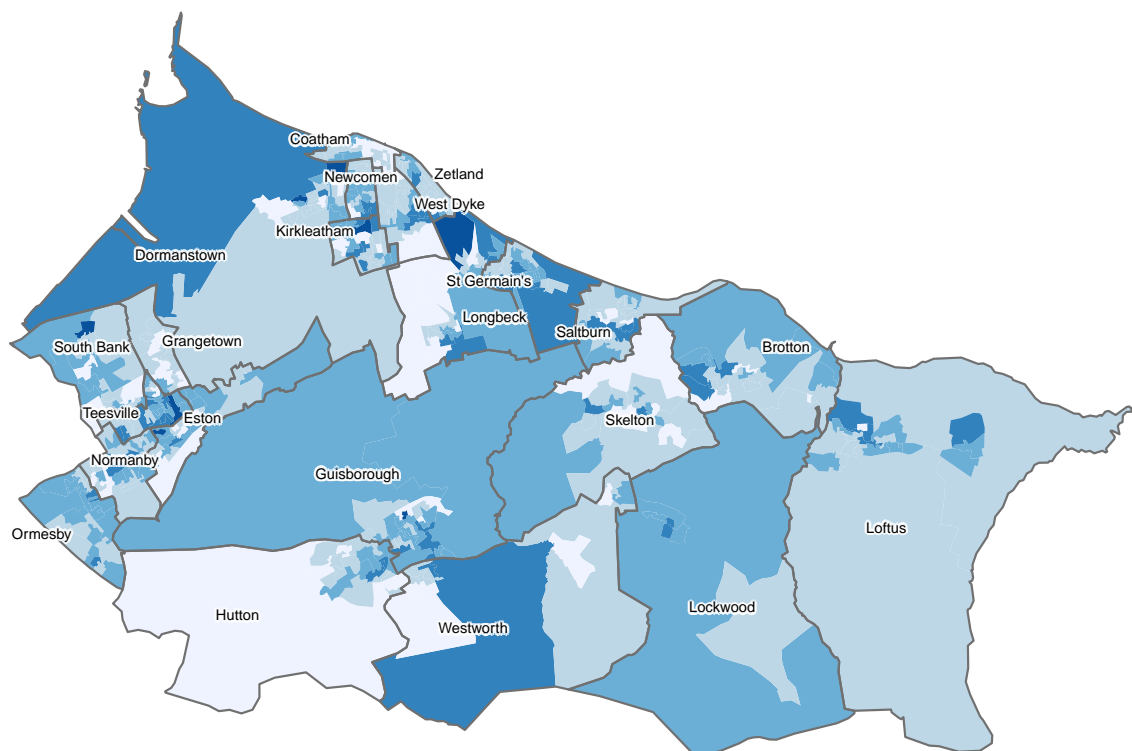 Coatham
Zetland
Newcomen
West Dyke
Kirkleatham
Dormanstown
St Germain's
Longbeck
Saltburn
Grangetown
South Bank
Brotton
Teesville
Eston
Skelton
Normanby
Guisborough
Ormesby
Loftus
Lockwood
Hutton
Westworth